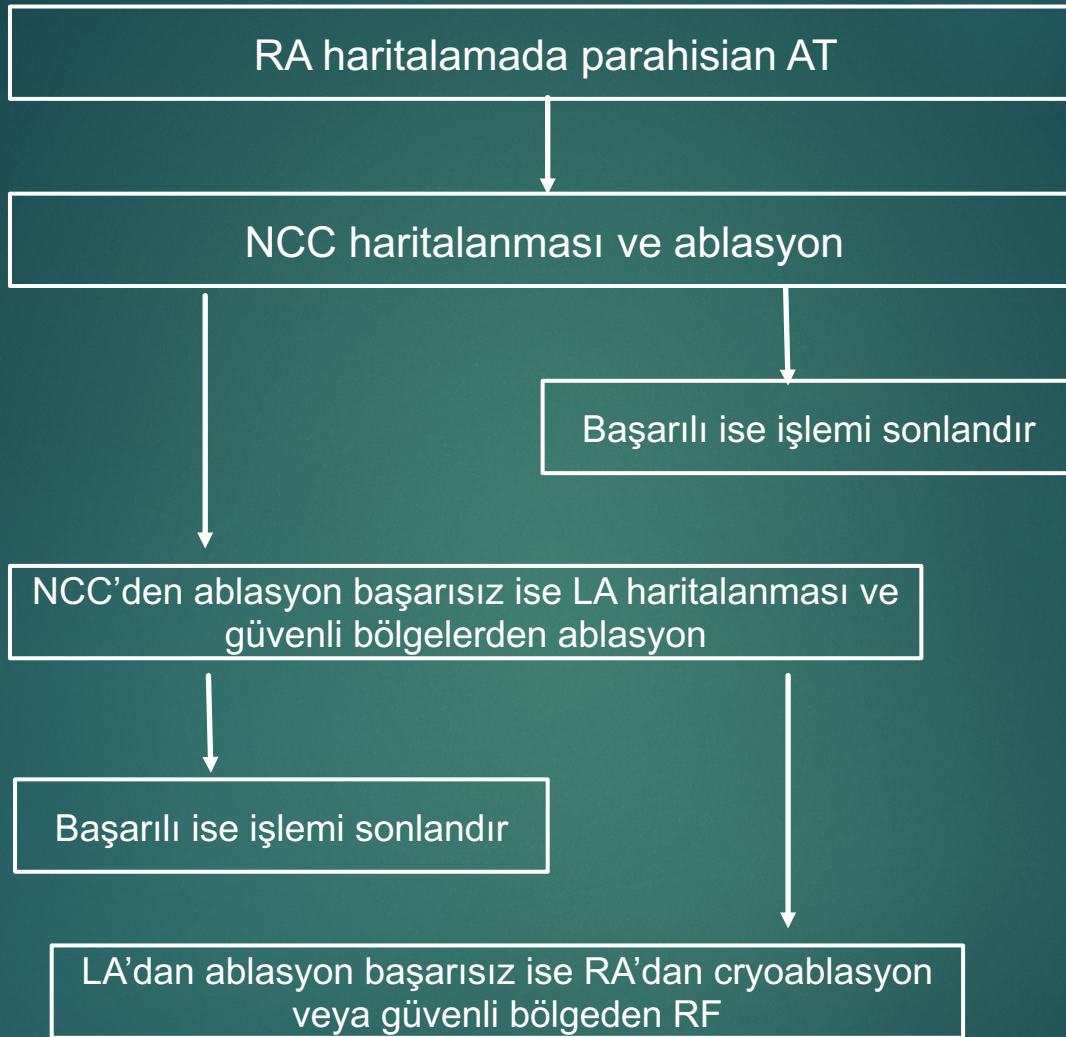 RA haritalamada parahisian AT
NCC haritalanması ve ablasyon
Başarılı ise işlemi sonlandır
NCC’den ablasyon başarısız ise LA haritalanması ve
güvenli bölgelerden ablasyon
Başarılı ise işlemi sonlandır
LA’dan ablasyon başarısız ise RA’dan cryoablasyon
veya güvenli bölgeden RF